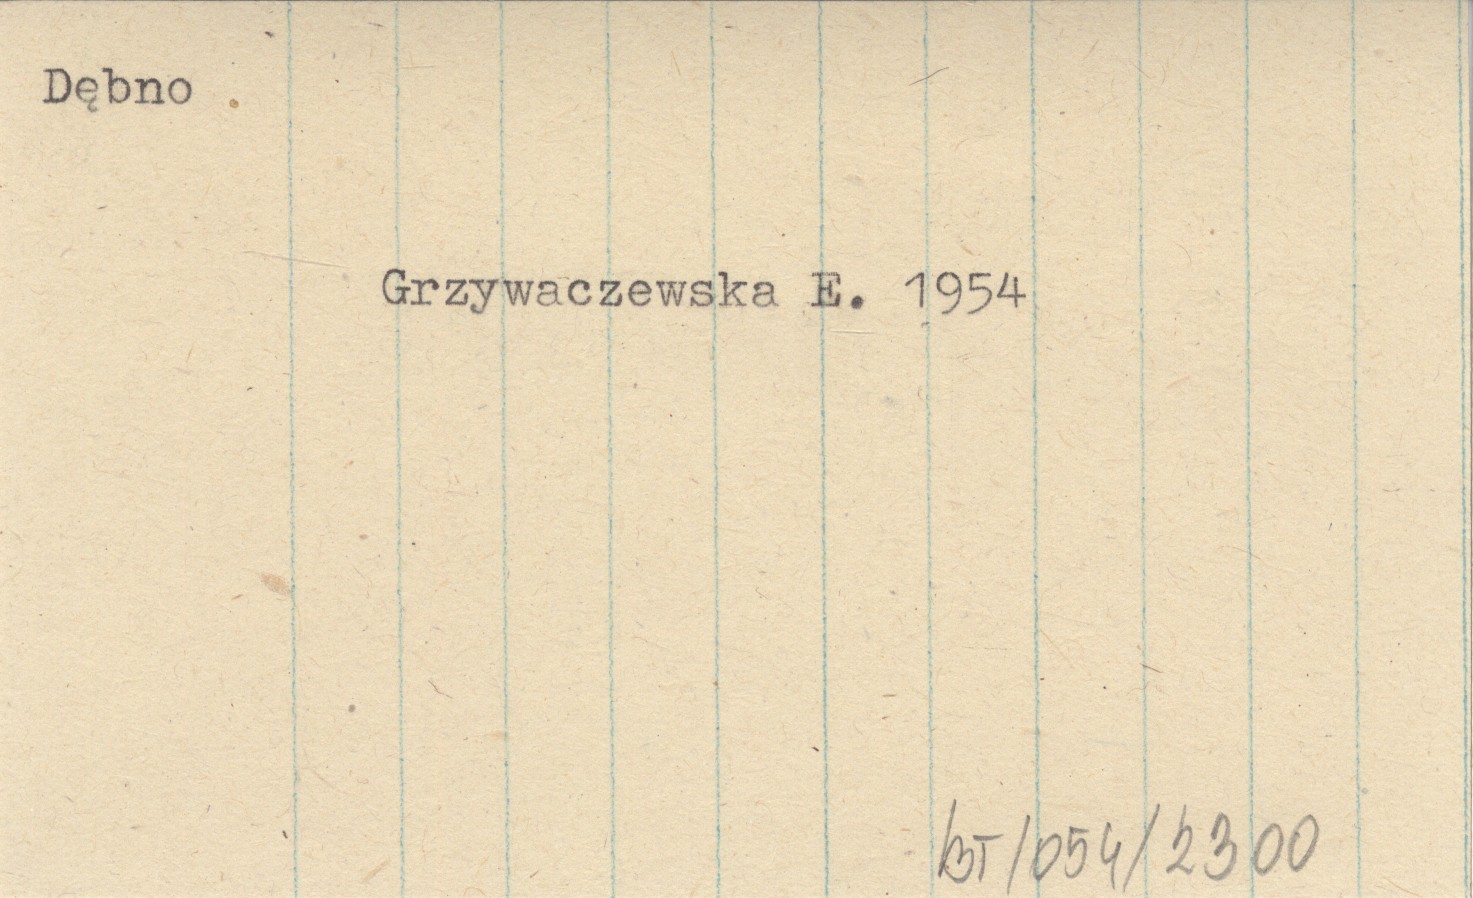 Dębno
Grzywaczewska E. 1954
BT/054/2300